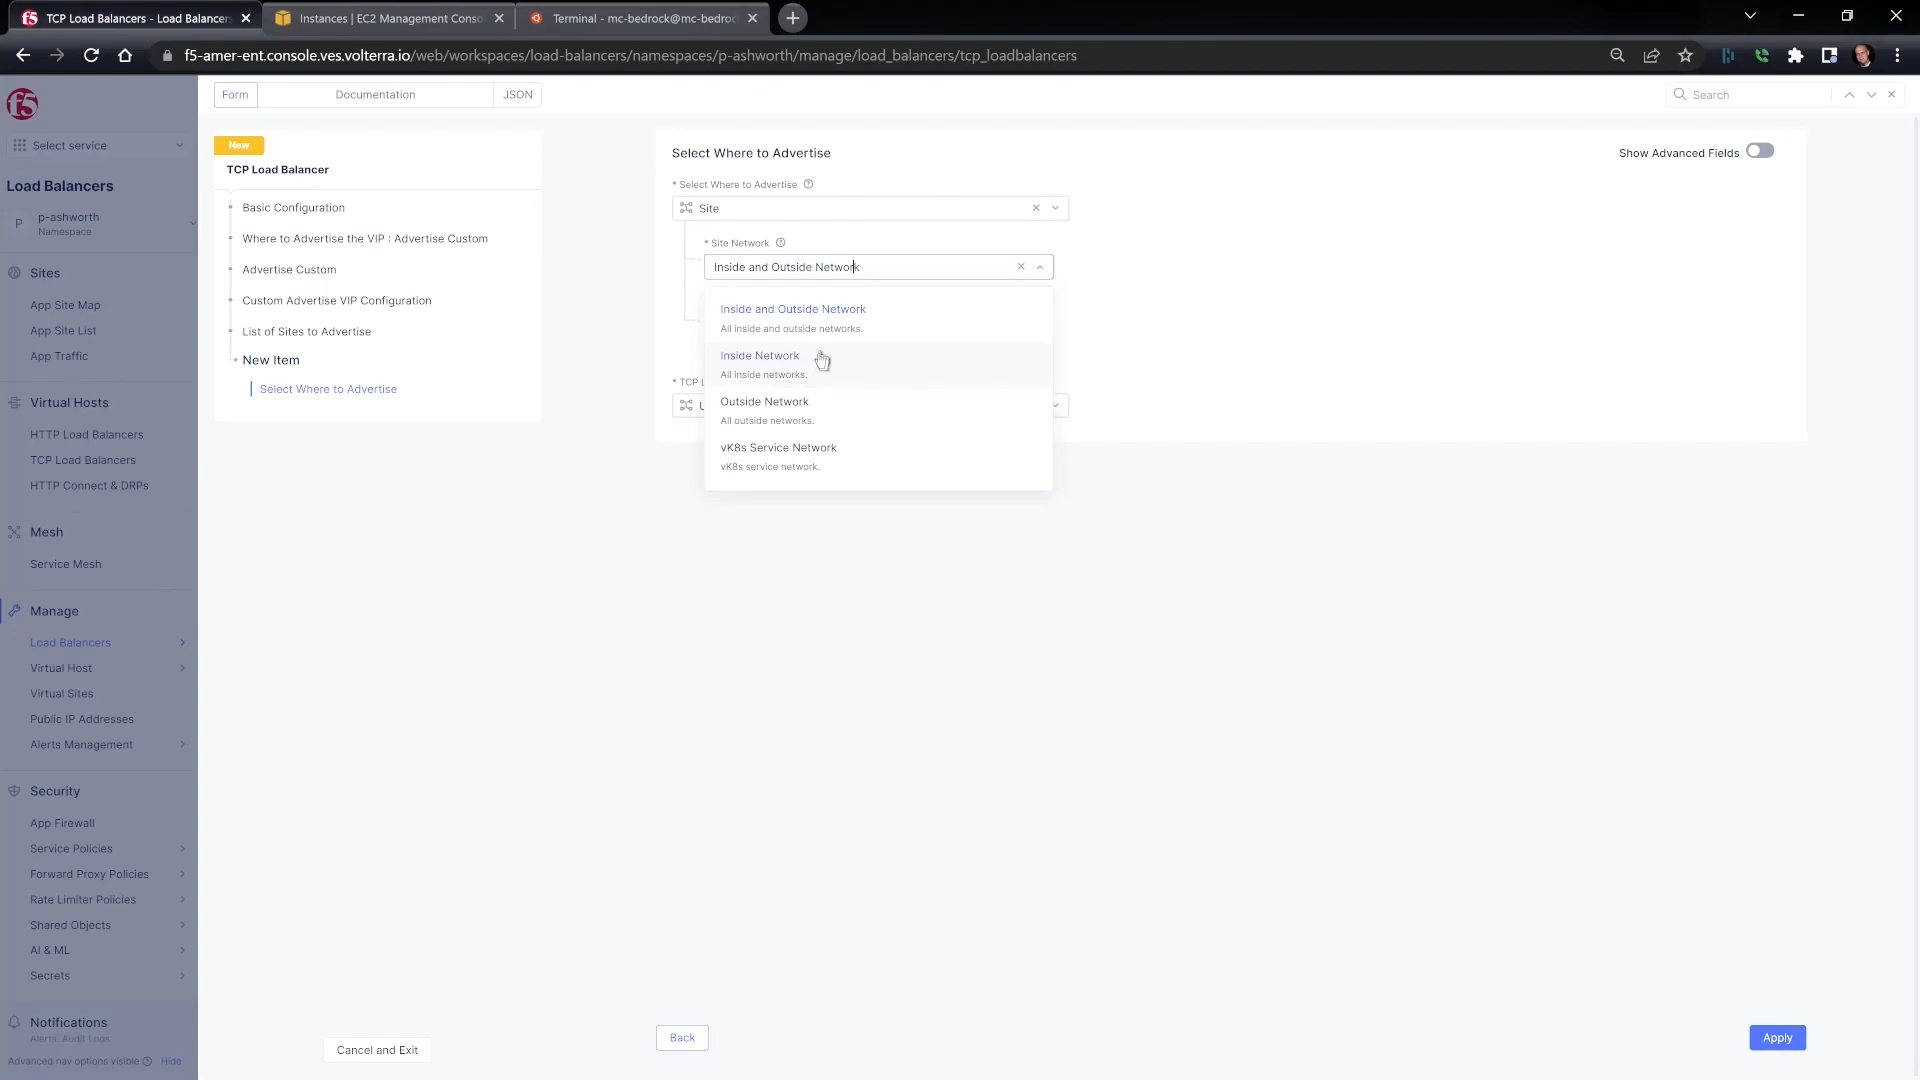 TCP Load Balancers - Load Balancers
Instances | EC2 Management Conso
Terminal - mc-bedrock@mc-bedroc
f5-amer-ent.console.ves.volterra.io/web/workspaces/load-balancers/namespaces/p-ashworth/manage/load_balancers/tcp_loadbalancers
f5
Form
Documentation
JSON
Search
Select service
Load Balancers
P
p-ashworth
Namespace
Sites
App Site Map
App Site List
App Traffic
Virtual Hosts
HTTP Load Balancers
TCP Load Balancers
HTTP Connect & DRPs
Mesh
Service Mesh
Manage
Load Balancers
Virtual Host
Virtual Sites
Public IP Addresses
Alerts Management
Security
App Firewall
Service Policies
Forward Proxy Policies
Rate Limiter Policies
Shared Objects
AI & ML
Secrets
Notifications
Alerts, Audit Logs
Advanced nav options visible
Hide
New
TCP Load Balancer
Basic Configuration
Where to Advertise the VIP : Advertise Custom
Advertise Custom
Custom Advertise VIP Configuration
List of Sites to Advertise
New Item
Select Where to Advertise
Select Where to Advertise
Show Advanced Fields
* Select Where to Advertise
Site
* Site Network
Inside and Outside Network
Inside and Outside Network
All inside and outside networks.
Inside Network
All inside networks.
* TCP L
Outside Network
All outside networks.
vK8s Service Network
vK8s service network.
Cancel and Exit
Back
Apply